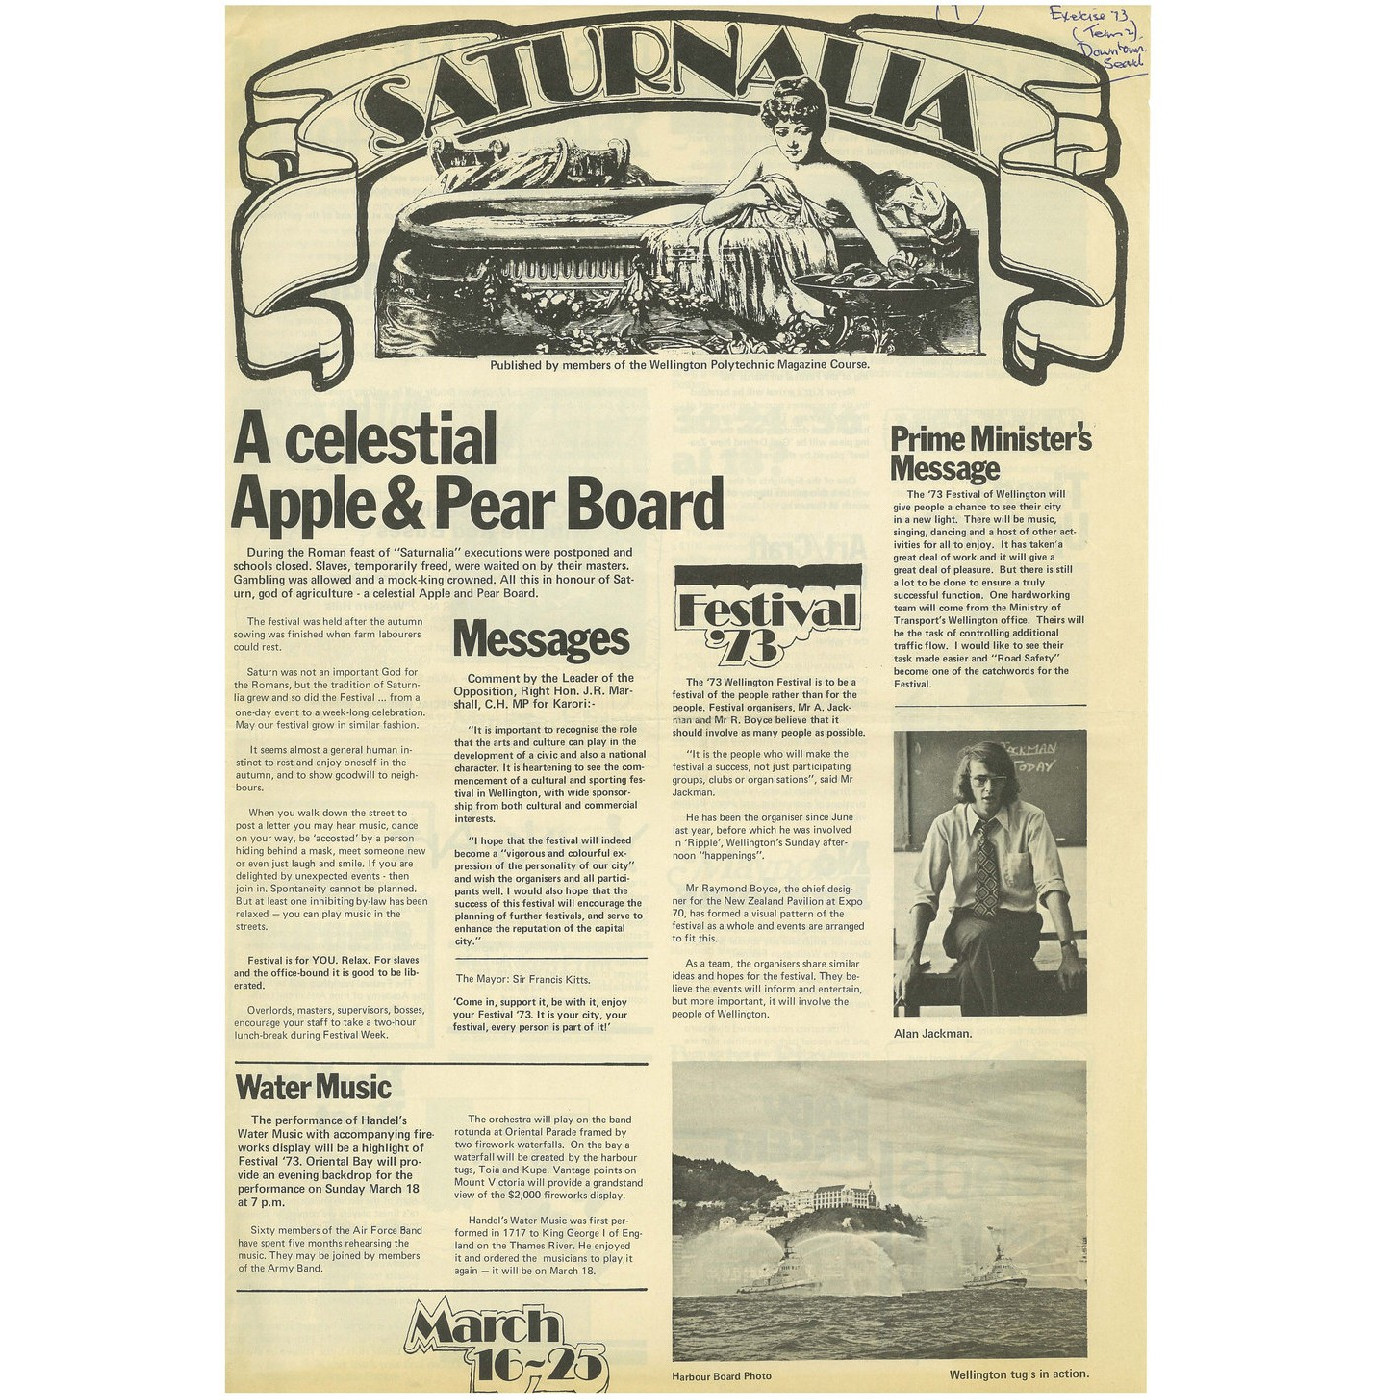 Exekise '73
(Term 2)
Downtown
SATURNALIA
Published by members of the Wellington Polytechnic Magazine Course.
A celestial
Apple & Pear Board
During the Roman feast of "Saturnalia" executions were postponed and
schools closed. Slaves, temporarily freed, were waited on by their masters.
Gambling was allowed and a mock-king crowned. All this in honour of Sat-
urn, god of agriculture - a celestial Apple and Pear Board.
The festival was held after the autumn
sowing was finished when farm labourers
could rest.
Saturn was not an important God for
the Romans, but the tradition of Saturn-
lia grew and so did the Festival ... from a
one-day event to a week-long celebration.
May our festival grow in similar fashion.
It seems almost a general human in-
stinct to rest and enjoy oneself in the
autumn, and to show goodwill to neigh-
bours.
When you walk down the street to
post a letter you may hear music, dance
on your way, be 'accosted' by a person
hiding behind a mask, meet someone new
or even just laugh and smile. If you are
delighted by unexpected events - then
join in. Spontaneity cannot be planned.
But at least one inhibiting by-law has been
relaxed — you can play music in the
streets.
Festival is for YOU. Relax. For slaves
and the office-bound it is good to be lib-
erated.
Overlords, masters, supervisors, bosses,
encourage your staff to take a two-hour
lunch-break during Festival Week.
Messages
Comment by the Leader of the
Opposition, Right Hon. J.R. Mar-
shall, C.H. MP for Karori:-
"It is important to recognise the role
that the arts and culture can play in the
development of a civic and also a national
character. It is heartening to see the com-
mencement of a cultural and sporting fes-
tival in Wellington, with wide sponsor-
ship from both cultural and commercial
interests.
"I hope that the festival will indeed
become a "vigorous and colourful ex-
pression of the personality of our city"
and wish the organisers and all partici-
pants well. I would also hope that the
success of this festival will encourage the
planning of further festivals, and serve to
enhance the reputation of the capital
city."
The Mayor: Sir Francis Kitts.
'Come in, support it, be with it, enjoy
your Festival '73. It is your city, your
festival, every person is part of it!'
Festival
'73
The '73 Wellington Festival is to be a
festival of the people rather than for the
people. Festival organisers, Mr A. Jack-
man and Mr R. Boyce believe that it
should involve as many people as possible.
"It is the people who will make the
festival a success, not just participating
groups, clubs or organisations", said Mr
Jackman.
He has been the organiser since June
last year, before which he was involved
in 'Ripple', Wellington's Sunday after-
noon "happenings".
Mr Raymond Boyce, the chief desig-
ner for the New Zealand Pavilion at Expo
70, has formed a visual pattern of the
festival as a whole and events are arranged
to fit this.
As a team, the organisers share similar
ideas and hopes for the festival. They be-
lieve the events will inform and entertain,
but more important, it will involve the
people of Wellington.
Prime Minister's
Message
The '73 Festival of Wellington will
give people a chance to see their city
in a new light. There will be music,
singing, dancing and a host of other act-
ivities for all to enjoy. It has taken a
great deal of work and it will give a
great deal of pleasure. But there is still
a lot to be done to ensure a truly
successful function. One hardworking
team will come from the Ministry of
Transport's Wellington office. Theirs will
be the task of controlling additional
traffic flow. I would like to see their
task made easier and "Road Safety"
become one of the catchwords for the
Festival.
JACKMAN
TODAY
Alan Jackman.
Water Music
The performance of Handel's
Water Music with accompanying fire-
works display will be a highlight of
Festival '73. Oriental Bay will pro-
vide an evening backdrop for the
performance on Sunday March 18
at 7 p.m.
Sixty members of the Air Force Band
have spent five months rehearsing the
music. They may be joined by members
of the Army Band.
The orchestra will play on the band
rotunda at Oriental Parade framed by
two firework waterfalls. On the bay a
waterfall will be created by the harbour
tugs, Toia and Kupe. Vantage points on
Mount Victoria will provide a grandstand
view of the $2,000 fireworks display.
Handel's Water Music was first per-
formed in 1717 to King George I of Eng-
land on the Thames River. He enjoyed
it and ordered the musicians to play it
again — it will be on March 18.
March
16~25
Harbour Board Photo
Wellington tugs in action.